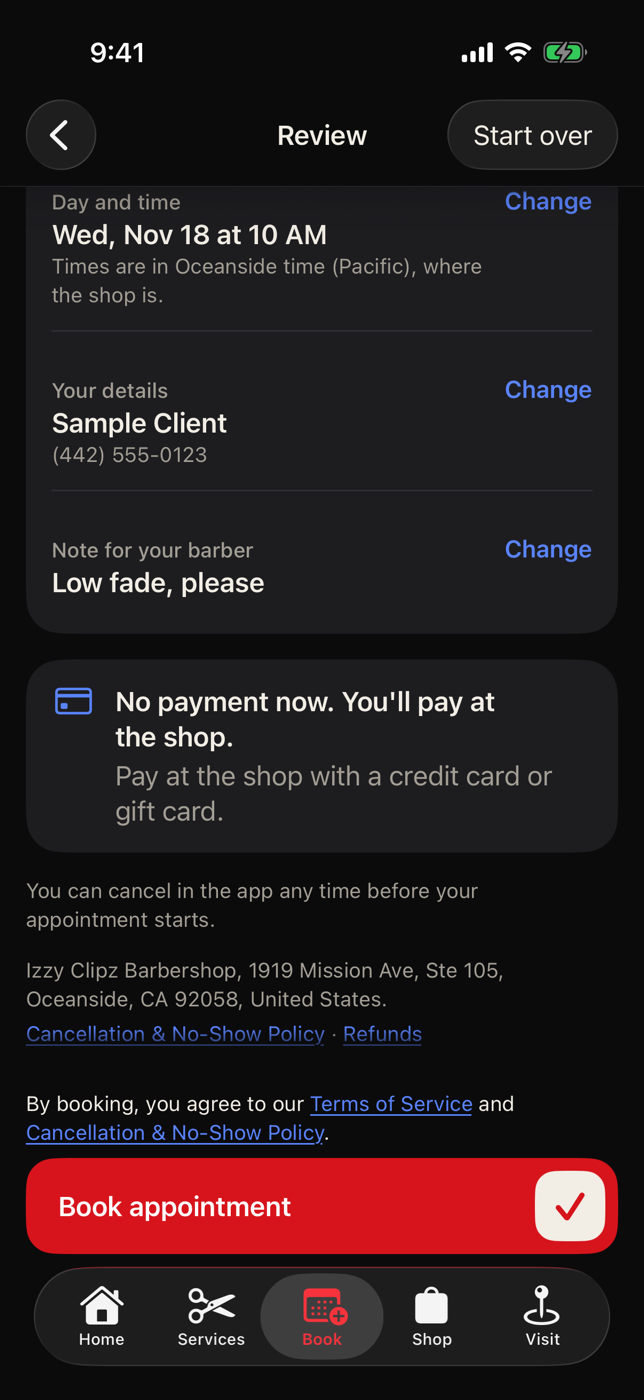 9:41
Review
Start over
Day and time
Change
Wed, Nov 18 at 10 AM
Times are in Oceanside time (Pacific), where
the shop is.
Your details
Change
Sample Client
(442) 555-0123
Note for your barber
Change
Low fade, please
No payment now. You'll pay at
the shop.
Pay at the shop with a credit card or
gift card.
You can cancel in the app any time before your
appointment starts.
Izzy Clipz Barbershop, 1919 Mission Ave, Ste 105,
Oceanside, CA 92058, United States.
Cancellation & No-Show Policy · Refunds
By booking, you agree to our Terms of Service and
Cancellation & No-Show Policy.
Book appointment
Home
Services
Book
Shop
Visit